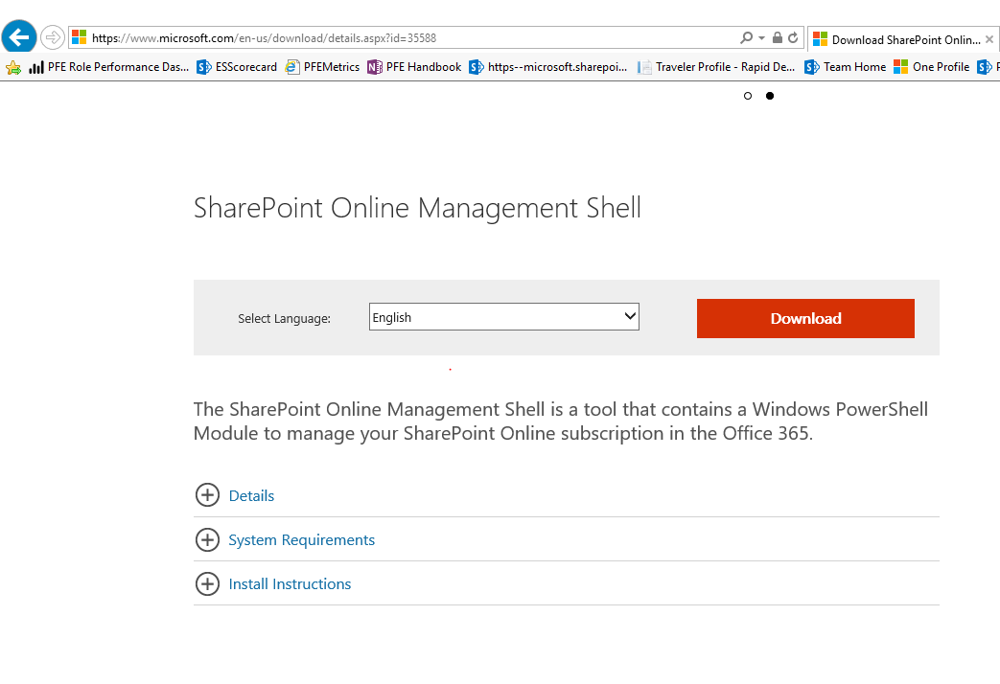 https://www.microsoft.com/en-us/download/details.aspx?id=35588
Download SharePoint Onlin...
PFE Role Performance Das... ESScorecard PFEMetrics PFE Handbook https--microsoft.sharepoi... Traveler Profile - Rapid De... Team Home One Profile
SharePoint Online Management Shell
Select Language: English Download
The SharePoint Online Management Shell is a tool that contains a Windows PowerShell
Module to manage your SharePoint Online subscription in the Office 365.
Details
System Requirements
Install Instructions